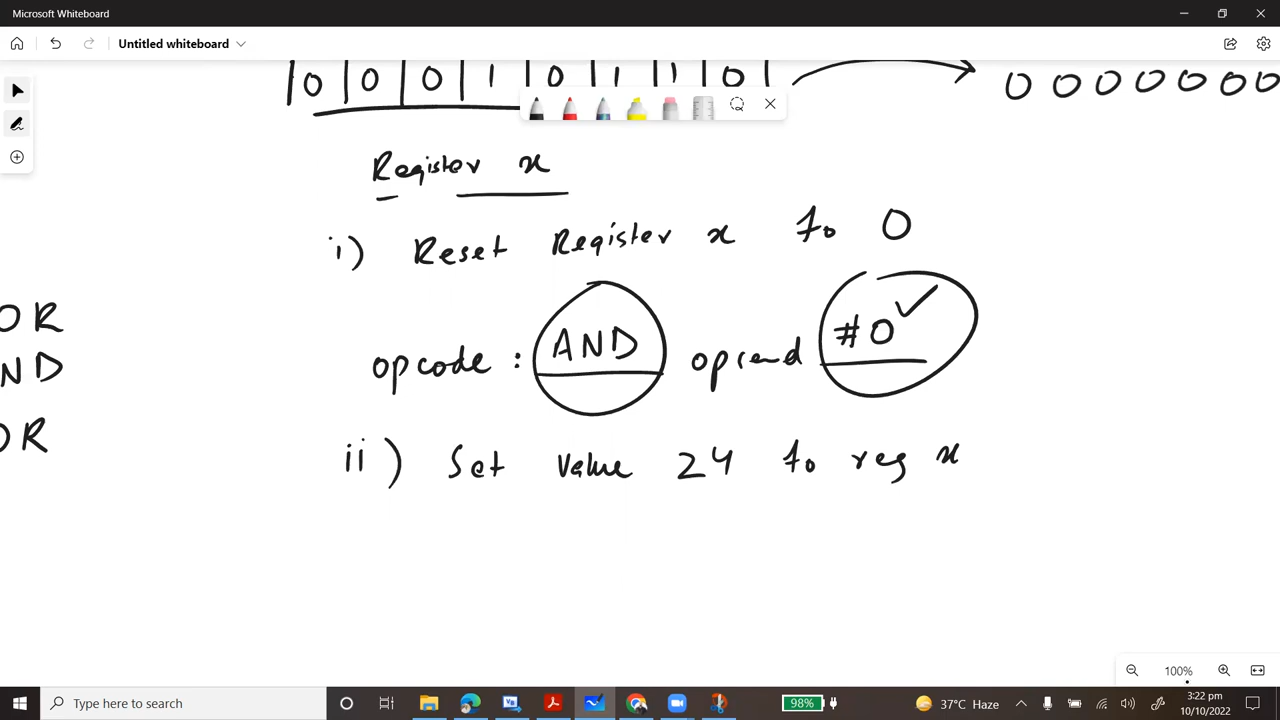 Microsoft Whiteboard
Untitled whiteboard
0 0 0 1 0 1 1 0
0 0 0 0 0 0 0
Register x
i) Reset Register x to 0
OR
opcode : AND operand #0
ND
OR
ii) Set value 24 to reg x
100%
Type here to search
98%
37°C Haze
3:22 pm
10/10/2022